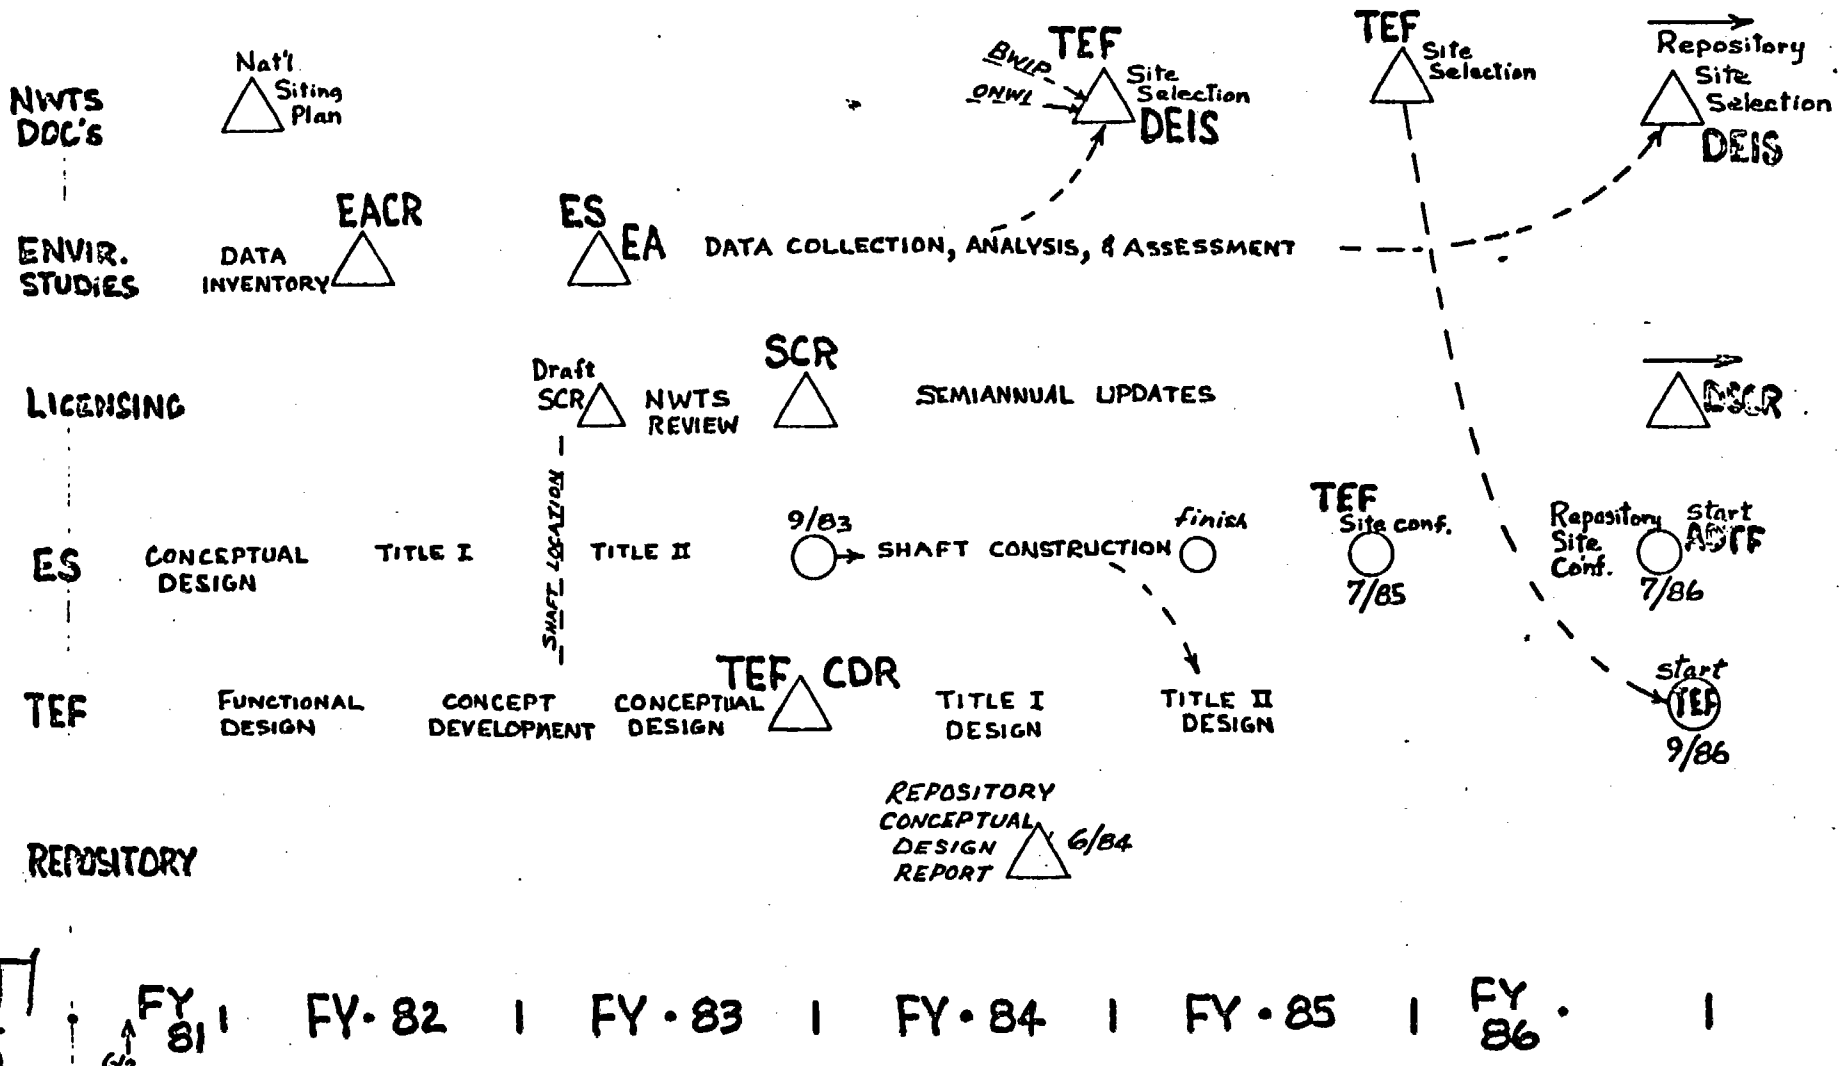 NWTS
DOC's
Nat'l
Siting
Plan
BWIP
ONWI
TEF
Site
Selection
DEIS
TEF
Site
Selection
Repository
Site
Selection
DEIS
ENVIR.
STUDIES
DATA
INVENTORY
EACR
ES
EA
DATA COLLECTION, ANALYSIS, & ASSESSMENT
LICENSING
Draft
SCR
NWTS
REVIEW
SCR
SEMIANNUAL UPDATES
DSCR
ES
CONCEPTUAL
DESIGN
TITLE I
SHAFT LOCATION
TITLE II
9/83
SHAFT CONSTRUCTION
finish
TEF
Site conf.
7/85
Repository
Site
Conf.
start
7/86
TEF
FUNCTIONAL
DESIGN
CONCEPT
DEVELOPMENT
CONCEPTUAL
DESIGN
TEF CDR
TITLE I
DESIGN
TITLE II
DESIGN
start
TEF
9/86
REPOSITORY
REPOSITORY
CONCEPTUAL
DESIGN
REPORT
6/84
FY
81
FY • 82
FY • 83
FY • 84
FY • 85
FY
86